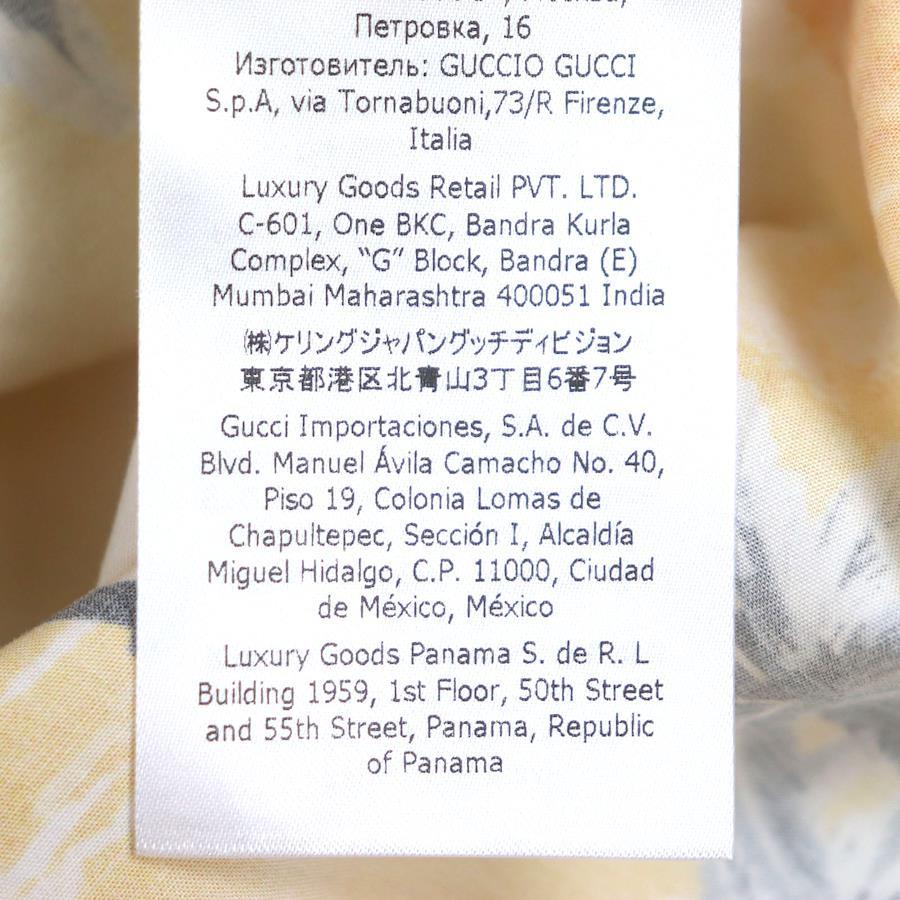 Петровка, 16
Изготовитель: GUCCIO GUCCI
S.p.A, via Tornabuoni,73/R Firenze,
Italia
Luxury Goods Retail PVT. LTD.
C-601, One BKC, Bandra Kurla
Complex, “G” Block, Bandra (E)
Mumbai Maharashtra 400051 India
㈱ケリングジャパングッチディビジョン
東京都港区北青山3丁目6番7号
Gucci Importaciones, S.A. de C.V.
Blvd. Manuel Ávila Camacho No. 40,
Piso 19, Colonia Lomas de
Chapultepec, Sección I, Alcaldía
Miguel Hidalgo, C.P. 11000, Ciudad
de México, México
Luxury Goods Panama S. de R. L
Building 1959, 1st Floor, 50th Street
and 55th Street, Panama, Republic
of Panama